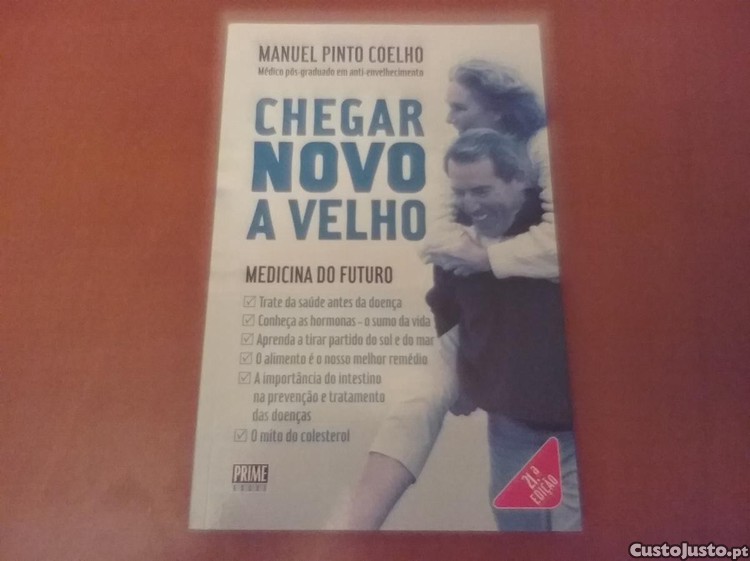 MANUEL PINTO COELHO
Médico pós-graduado em anti-envelhecimento
CHEGAR
NOVO
A VELHO
MEDICINA DO FUTURO
Trate da saúde antes da doença
Conheça as hormonas - o sumo da vida
Aprenda a tirar partido do sol e do mar
O alimento é o nosso melhor remédio
A importância do intestino
na prevenção e tratamento
das doenças
O mito do colesterol
PRIME
BOOKS
21.ª
EDIÇÃO
CustoJusto.pt